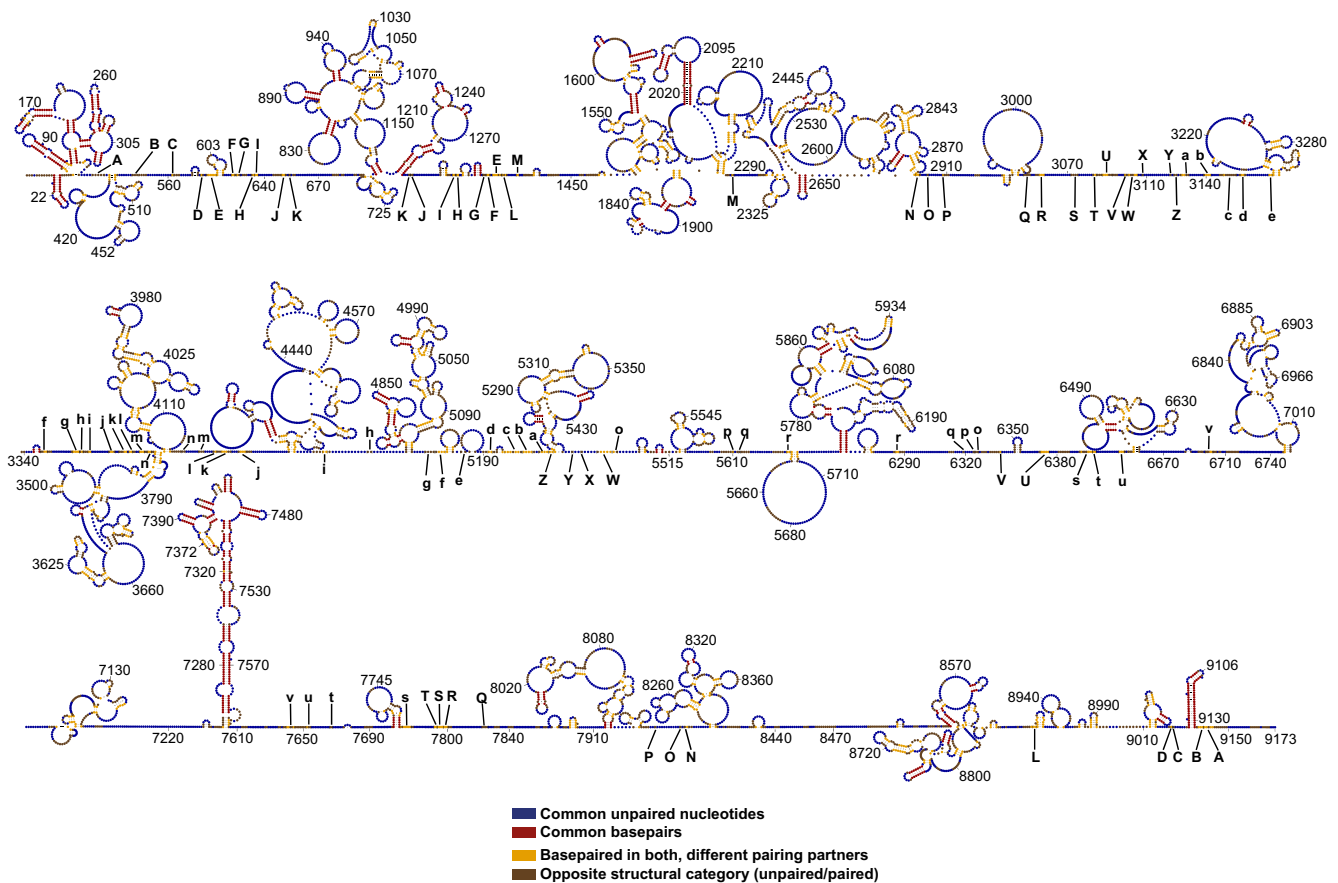 1030
940
1050
2095
260
1070
2210
1600
2445
170
890
1240
2020
2843
3000
1210
1550
3220
90
1150
1270
2530
305
603
830
2600
2870
3280
A
B
C
F
G
I
E
M
2290
2910
U
X
Y
a
b
560
640
670
1450
3070
3110
3140
22
D
E
H
J
K
725
K
J
I
H
G
F
L
M
2650
N
O
P
Q
R
S
T
V
W
Z
c
d
e
510
1840
2325
420
452
1900
3980
4570
4990
5934
6885
6903
4025
4440
5050
5310
5350
5860
6840
5290
6080
6966
4110
4850
5090
6490
6630
5545
6190
7010
f
g
h
i
j
k
l
m
n
m
h
d
c
b
a
5430
o
p
q
r
5780
r
q
p
o
6350
v
3340
n
l
k
j
i
g
f
e
5190
Z
Y
X
W
5515
5610
5710
6290
6320
V
U
6380
s
t
u
6670
6710
6740
3500
3790
5660
7390
7480
5680
3625
7372
3660
7320
7530
7130
7280
7570
7745
8080
8320
8570
9106
8020
8260
8360
8940
v
u
t
s
T
S
R
Q
8990
7220
7610
7650
7690
7800
7840
7910
P
O
N
8440
8470
8720
8800
L
9010
D
C
B
A
9130
9150
9173
Common unpaired nucleotides
Common basepairs
Basepaired in both, different pairing partners
Opposite structural category (unpaired/paired)